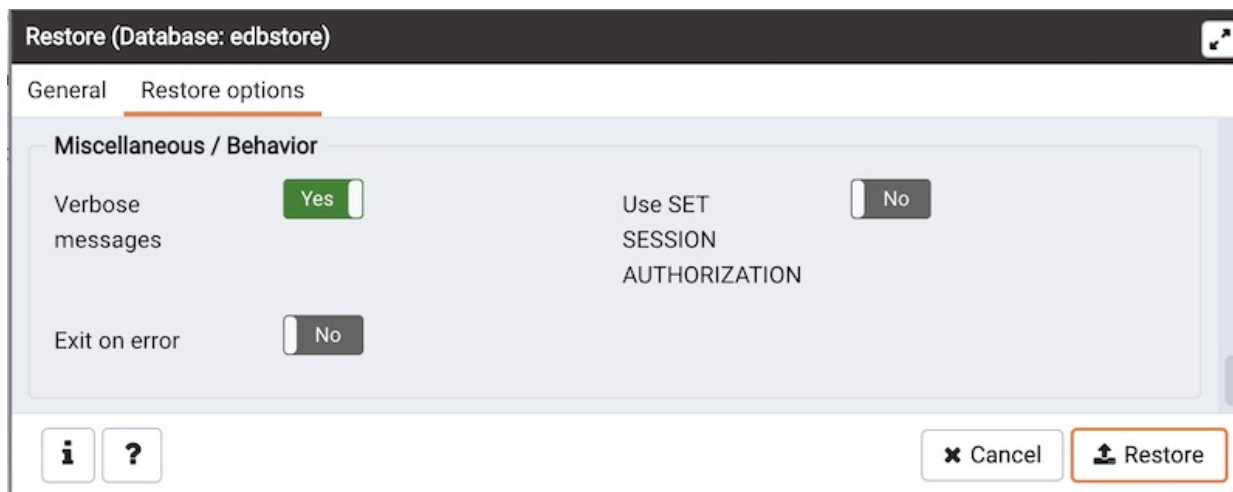 Restore (Database: edbstore)
General Restore options
Miscellaneous / Behavior
Verbose messages
Yes
Use SET SESSION AUTHORIZATION
No
Exit on error
No
i ? Cancel Restore